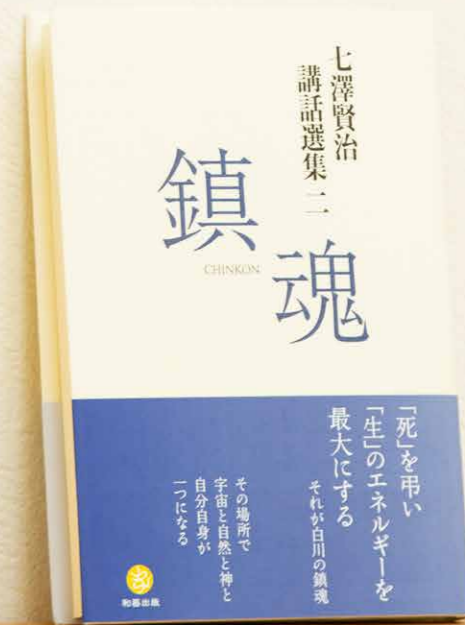 七澤賢治
講話選集 二
鎮魂
CHINKON
「死」を弔い
「生」のエネルギーを
最大にする
それが白川の鎮魂
その場所で
宇宙と自然と神と
自分自身が
一つになる
和器出版